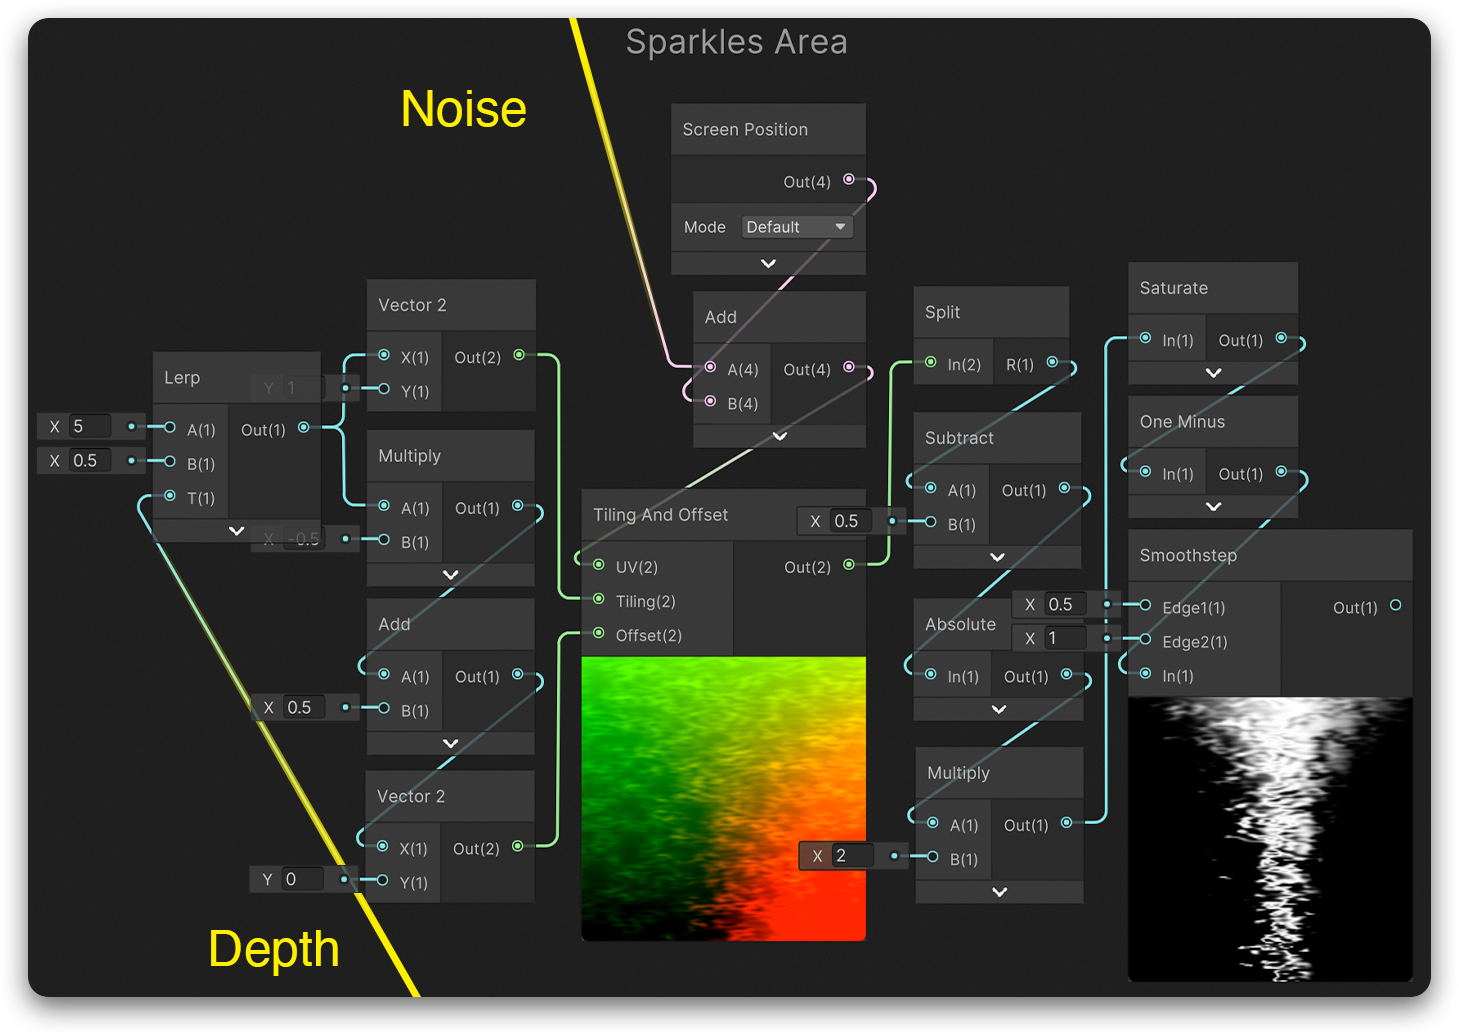 Sparkles Area
Noise
Screen Position
Out(4)
Mode Default
Add
A(4) Out(4)
B(4)
Vector 2
X(1) Out(2)
Y 1 Y(1)
Lerp
X 5 A(1) Out(1)
X 0.5 B(1)
T(1)
Multiply
A(1) Out(1)
X -0.5 B(1)
Add
A(1) Out(1)
X 0.5 B(1)
Vector 2
X(1) Out(2)
Y 0 Y(1)
Depth
Tiling And Offset
UV(2) Out(2)
Tiling(2)
Offset(2)
Split
In(2) R(1)
Subtract
A(1) Out(1)
X 0.5 B(1)
Absolute
In(1) Out(1)
Multiply
A(1) Out(1)
X 2 B(1)
Saturate
In(1) Out(1)
One Minus
In(1) Out(1)
Smoothstep
X 0.5 Edge1(1) Out(1)
X 1 Edge2(1)
In(1)